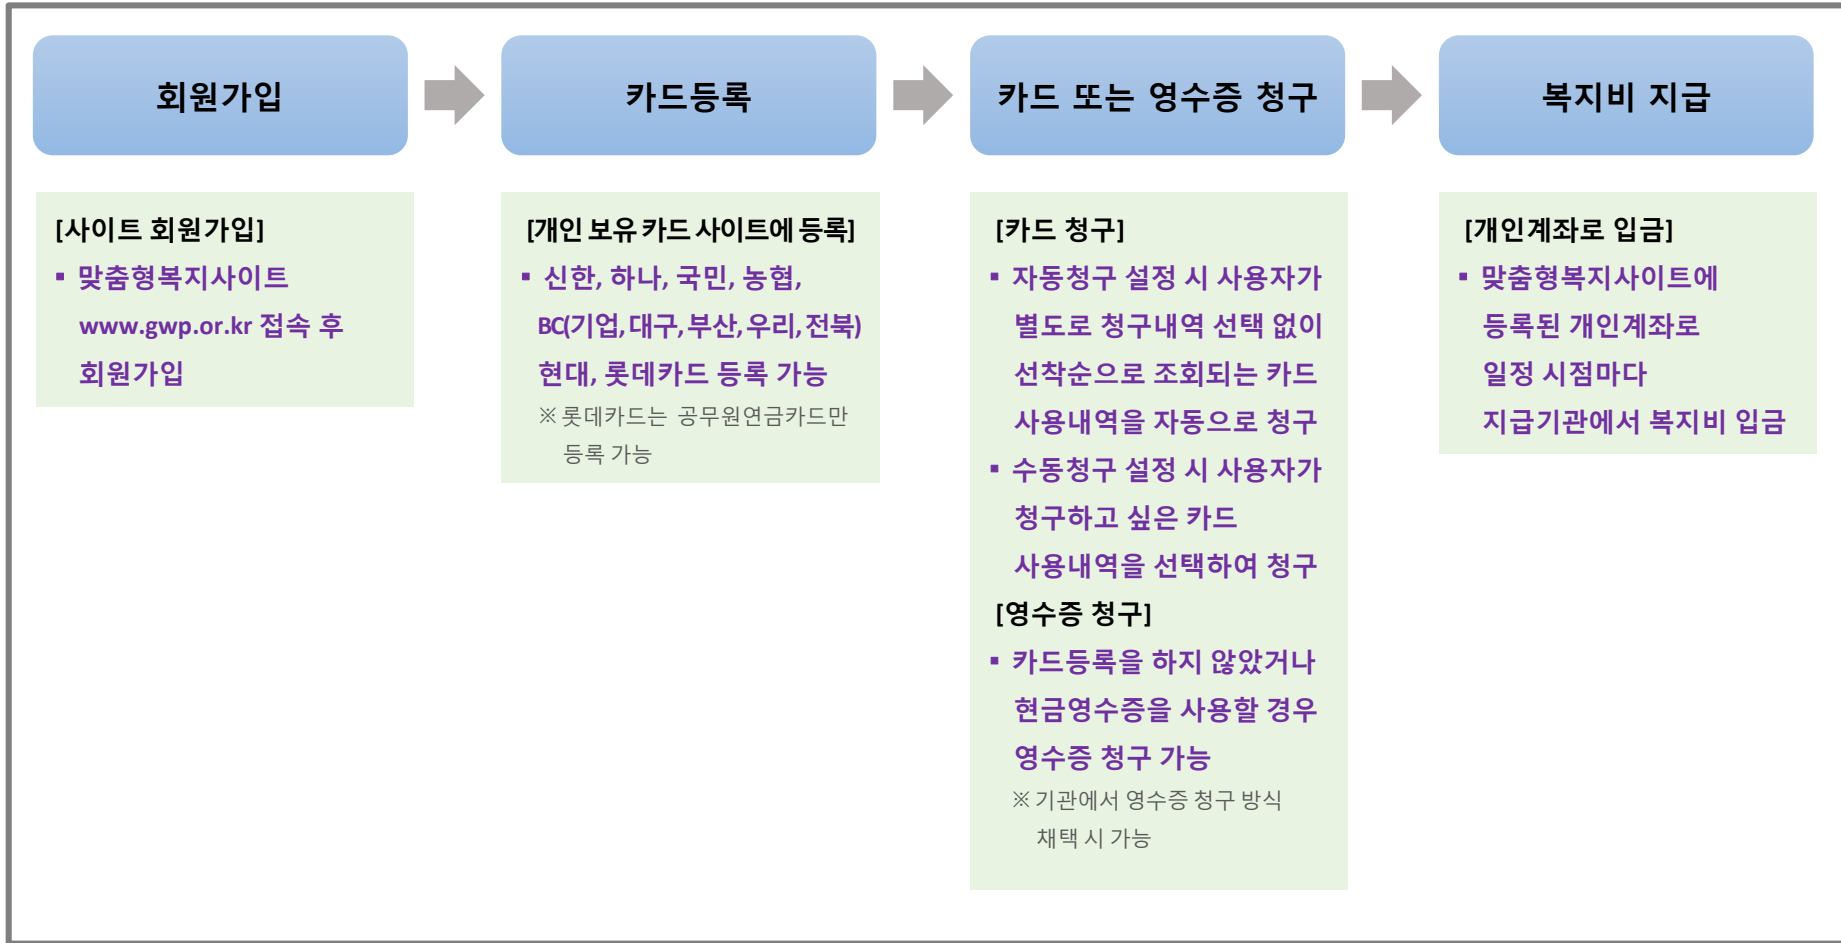 회원가입
카드등록
카드 또는 영수증 청구
복지비 지급
[사이트 회원가입]
▪ 맞춤형복지사이트
www.gwp.or.kr 접속 후
회원가입
[개인 보유 카드 사이트에 등록]
▪ 신한, 하나, 국민, 농협,
BC(기업, 대구, 부산, 우리, 전북)
현대, 롯데카드 등록 가능
※ 롯데카드는 공무원연금카드만
등록 가능
[카드 청구]
▪ 자동청구 설정 시 사용자가
별도로 청구내역 선택 없이
선착순으로 조회되는 카드
사용내역을 자동으로 청구
▪ 수동청구 설정 시 사용자가
청구하고 싶은 카드
사용내역을 선택하여 청구
[영수증 청구]
▪ 카드등록을 하지 않았거나
현금영수증을 사용할 경우
영수증 청구 가능
※ 기관에서 영수증 청구 방식
채택 시 가능
[개인계좌로 입금]
▪ 맞춤형복지사이트에
등록된 개인계좌로
일정 시점마다
지급기관에서 복지비 입금